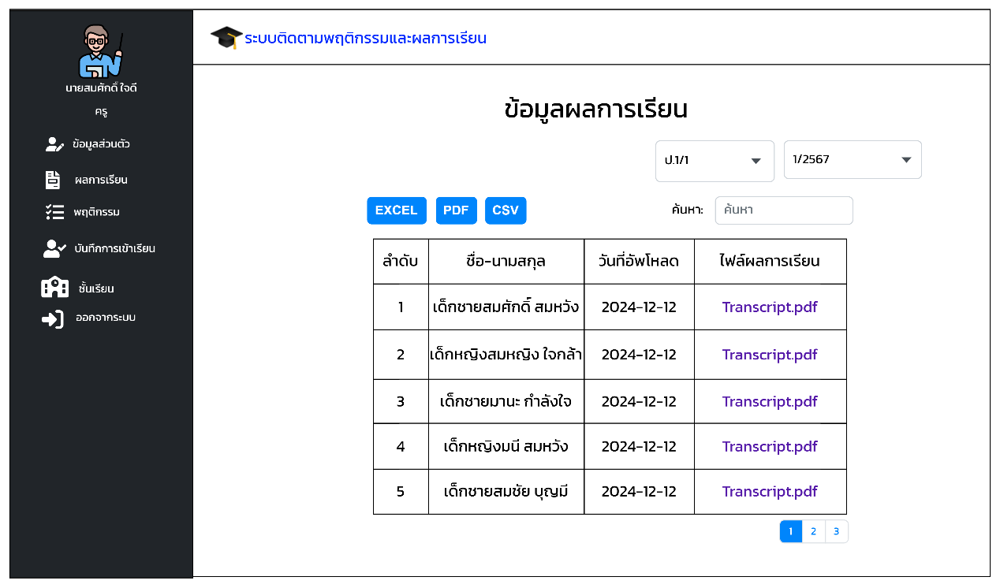 ระบบติดตามพฤติกรรมและผลการเรียน
นายสมศักดิ์ ใจดี
ครู
ข้อมูลส่วนตัว
ผลการเรียน
พฤติกรรม
บันทึกการเข้าเรียน
ชั้นเรียน
ออกจากระบบ
ข้อมูลผลการเรียน
ป.1/1 1/2567
EXCEL PDF CSV ค้นหา: ค้นหา
ลำดับ ชื่อ-นามสกุล วันที่อัพโหลด ไฟล์ผลการเรียน
1 เด็กชายสมศักดิ์ สมหวัง 2024-12-12 Transcript.pdf
2 เด็กหญิงสมหญิง ใจกล้า 2024-12-12 Transcript.pdf
3 เด็กชายมานะ กำลังใจ 2024-12-12 Transcript.pdf
4 เด็กหญิงมนี สมหวัง 2024-12-12 Transcript.pdf
5 เด็กชายสมชัย บุญมี 2024-12-12 Transcript.pdf
1 2 3